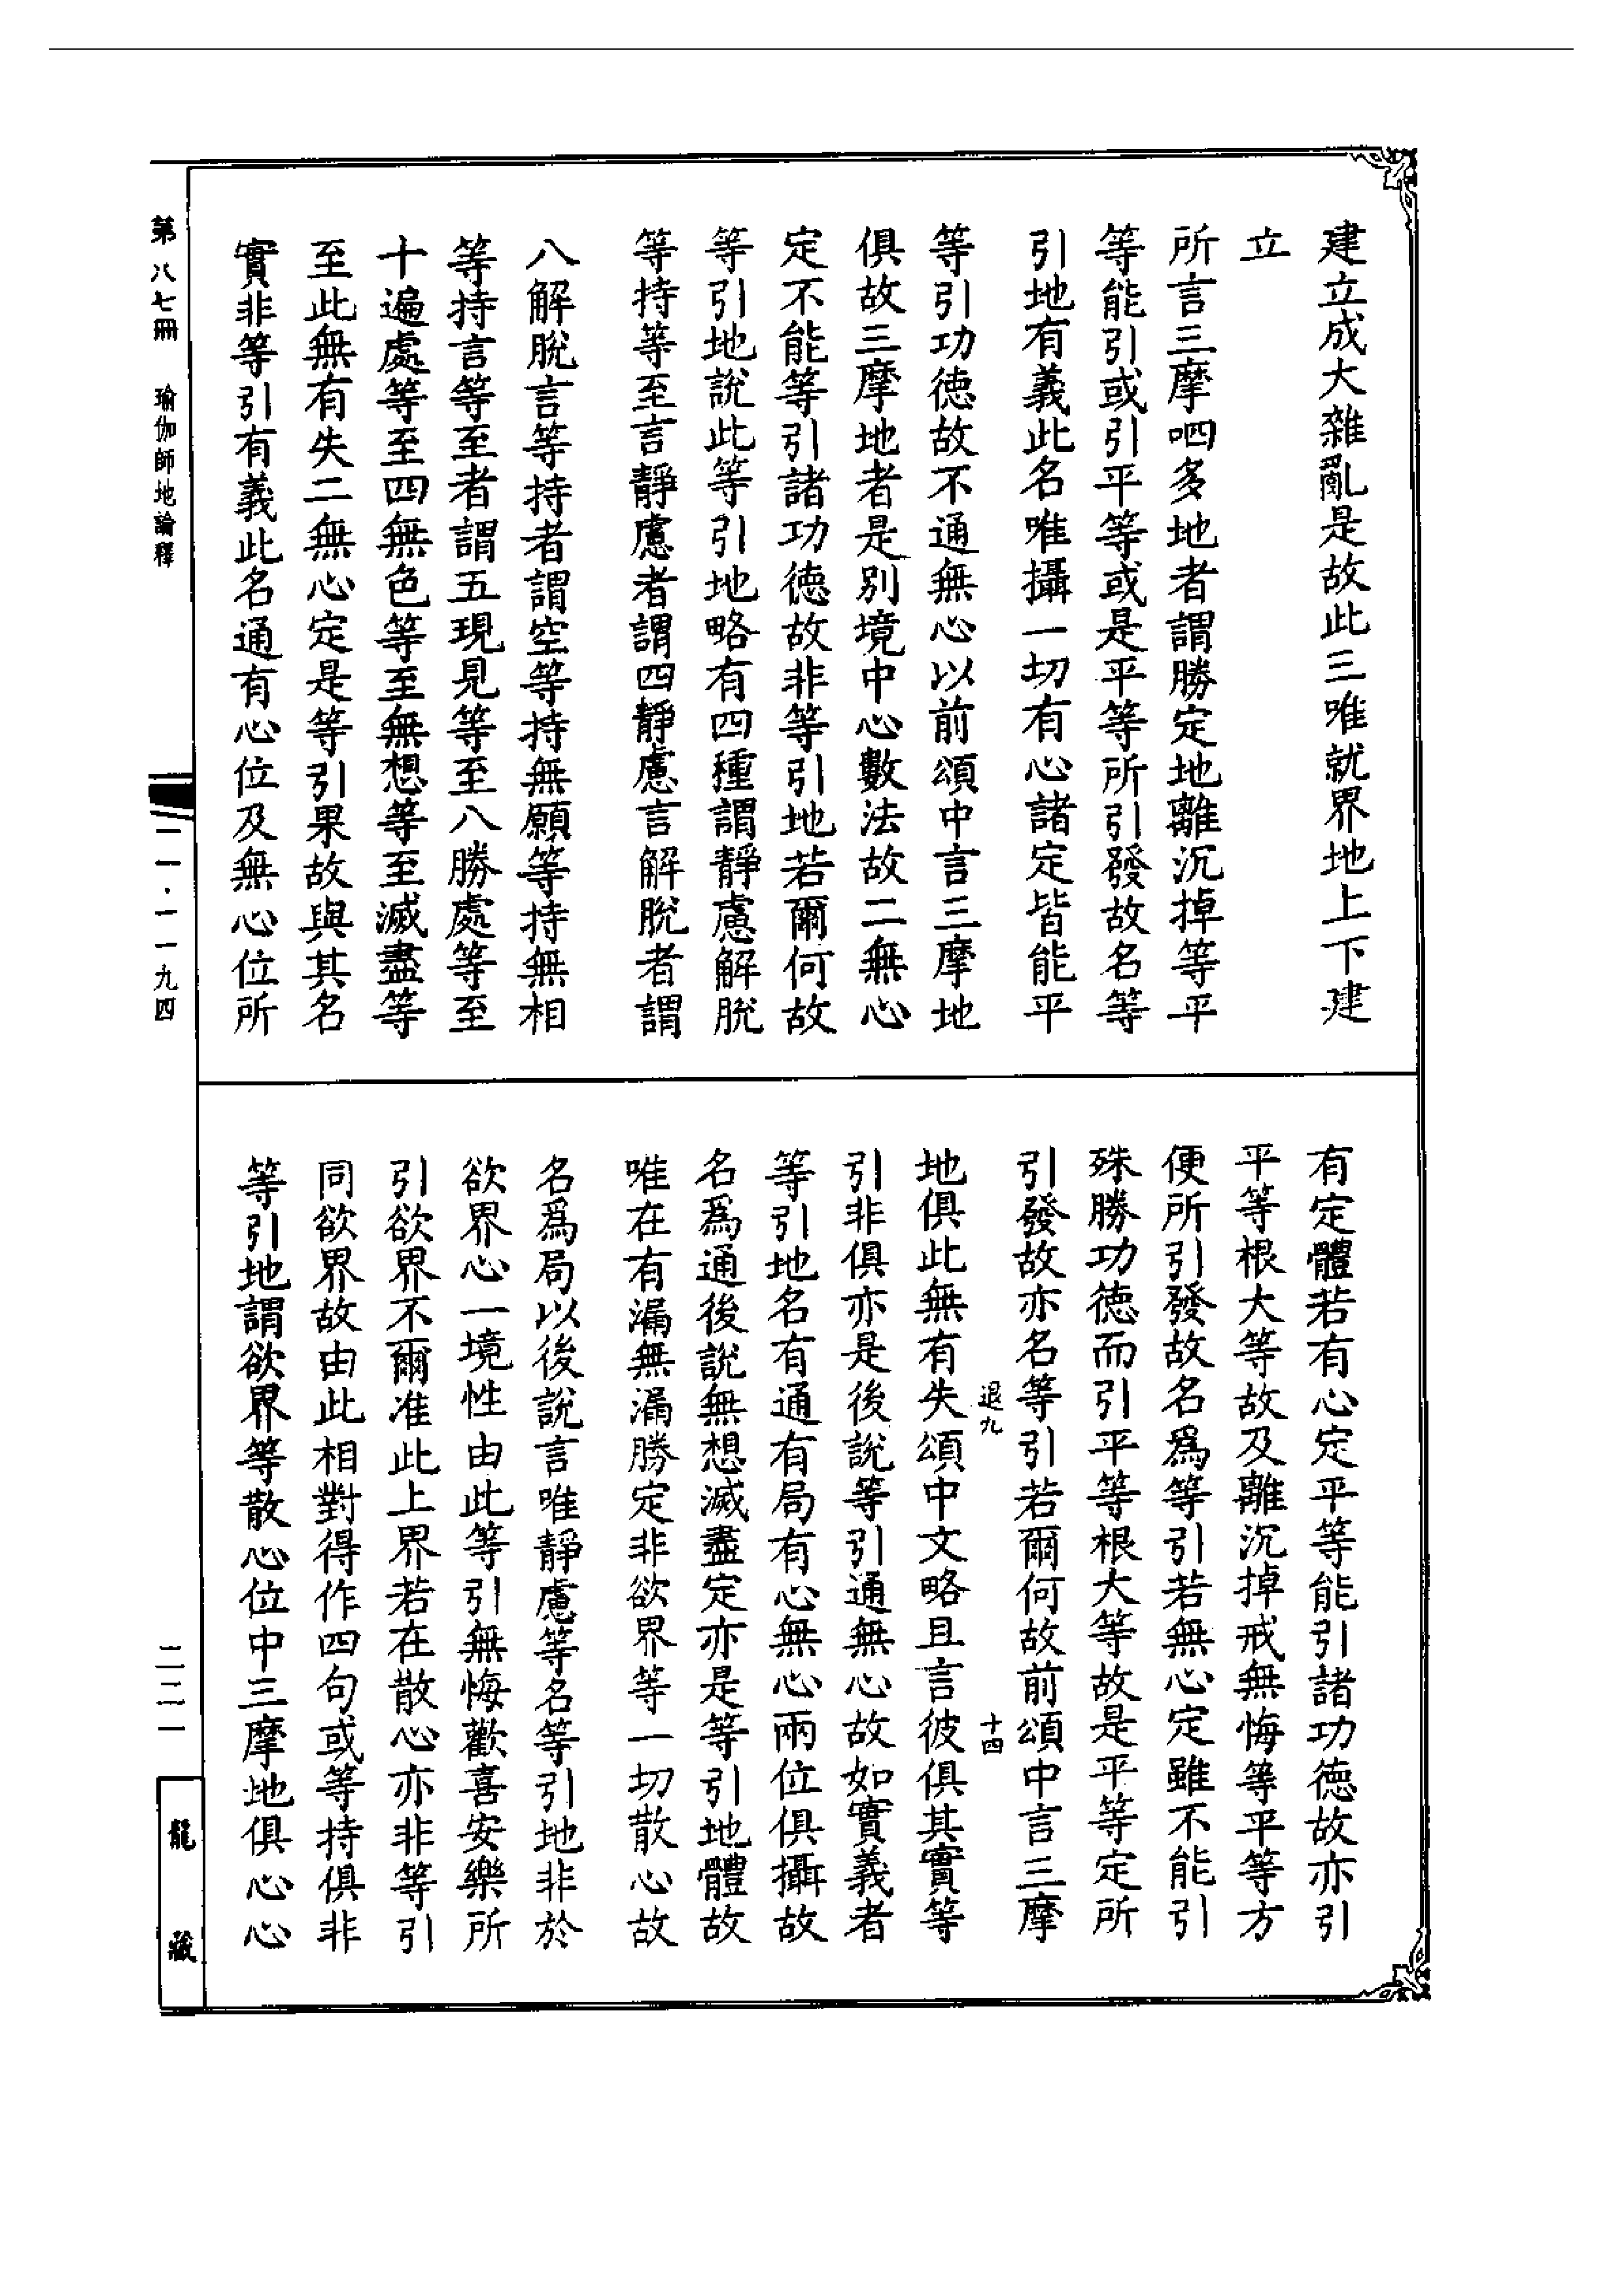 建立成大雜亂是故此三唯就界地上下建
立
所言三摩呬多地者謂勝定地離沉掉等平
等能引或引平等或是平等所引發故名等
引地有義此名唯攝一切有心諸定皆能平
等引功徳故不通無心以前頌中言三摩地
俱故三摩地者是別境中心數法故二無心
定不能等引諸功徳故非等引地若爾何故
等引地說此等引地略有四種謂靜慮解脫
等持等至言靜慮者謂四靜慮言解脫者謂
八解脫言等持者謂空等持無願等持無相
等持言等至者謂五現見等至八勝處等至
十遍處等至四無色等至無想等至滅盡等
至此無有失二無心定是等引果故與其名
實非等引有義此名通有心位及無心位所
有定體若有心定平等能引諸功徳故亦引
平等根大等故及離沉掉戒無悔等平等方
便所引發故名爲等引若無心定雖不能引
殊勝功徳而引平等根大等故是平等定所
引發故亦名等引若爾何故前頌中言三摩
退九
十四
地俱此無有失頌中文略且言彼俱其實等
引非俱亦是後說等引通無心故如實義者
等引地名有通有局有心無心兩位俱攝故
名爲通後說無想滅盡定亦是等引地體故
唯在有漏無漏勝定非欲界等一切散心故
名爲局以後說言唯靜慮等名等引地非於
欲界心一境性由此等引無悔歡喜安樂所
引欲界不爾准此上界若在散心亦非等引
同欲界故由此相對得作四句或等持俱非
等引地謂欲界等散心位中三摩地俱心心
第八七冊
瑜伽師地論釋
一一·一一九四
二二一
龍藏